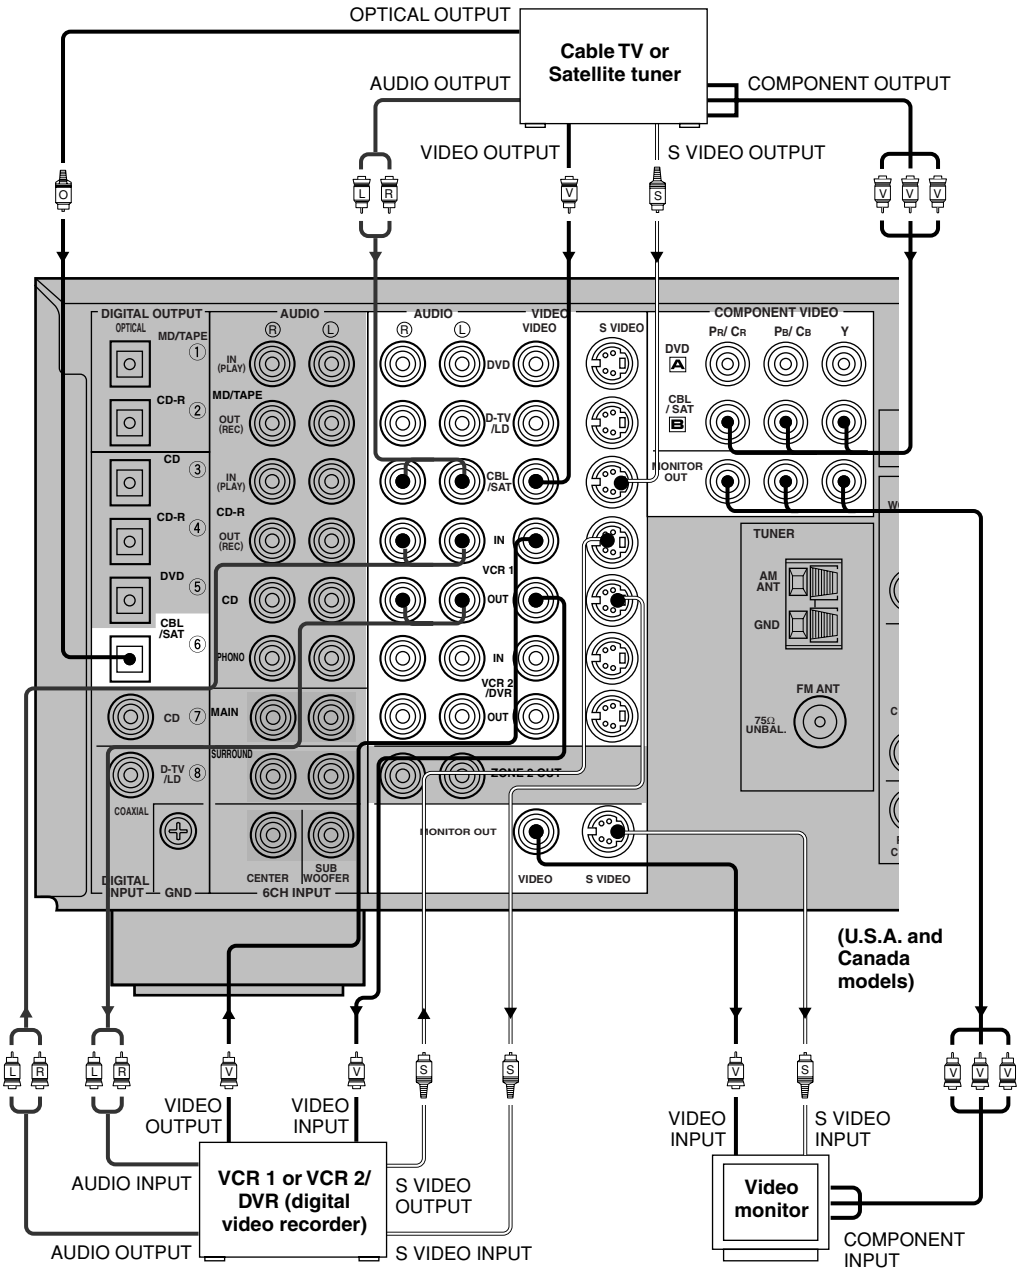 OPTICAL OUTPUT
Cable TV or
Satellite tuner
AUDIO OUTPUT
COMPONENT OUTPUT
VIDEO OUTPUT
S VIDEO OUTPUT
O
L
R
V
S
V
V
V
DIGITAL OUTPUT
OPTICAL
MD/TAPE
①
CD-R
②
CD
③
CD-R
④
DVD
⑤
CBL
/SAT
⑥
CD
⑦
D-TV
/LD
⑧
COAXIAL
DIGITAL
INPUT
GND
AUDIO
R
L
IN
(PLAY)
MD/TAPE
OUT
(REC)
IN
(PLAY)
CD-R
OUT
(REC)
CD
PHONO
MAIN
SURROUND
CENTER
SUB
WOOFER
6CH INPUT
AUDIO
R
L
VIDEO
VIDEO
S VIDEO
DVD
D-TV
/LD
CBL
/SAT
IN
VCR 1
OUT
IN
VCR 2
/DVR
OUT
ZONE 2 OUT
MONITOR OUT
VIDEO
S VIDEO
COMPONENT VIDEO
PR/ CR
PB/ CB
Y
DVD
A
CBL
/ SAT
B
MONITOR
OUT
TUNER
AM
ANT
GND
FM ANT
75Ω
UNBAL.
(U.S.A. and
Canada
models)
L
R
L
R
V
V
S
S
V
S
V
V
V
VIDEO
OUTPUT
VIDEO
INPUT
AUDIO INPUT
VCR 1 or VCR 2/
DVR (digital
video recorder)
S VIDEO
OUTPUT
AUDIO OUTPUT
S VIDEO INPUT
VIDEO
INPUT
S VIDEO
INPUT
Video
monitor
COMPONENT
INPUT